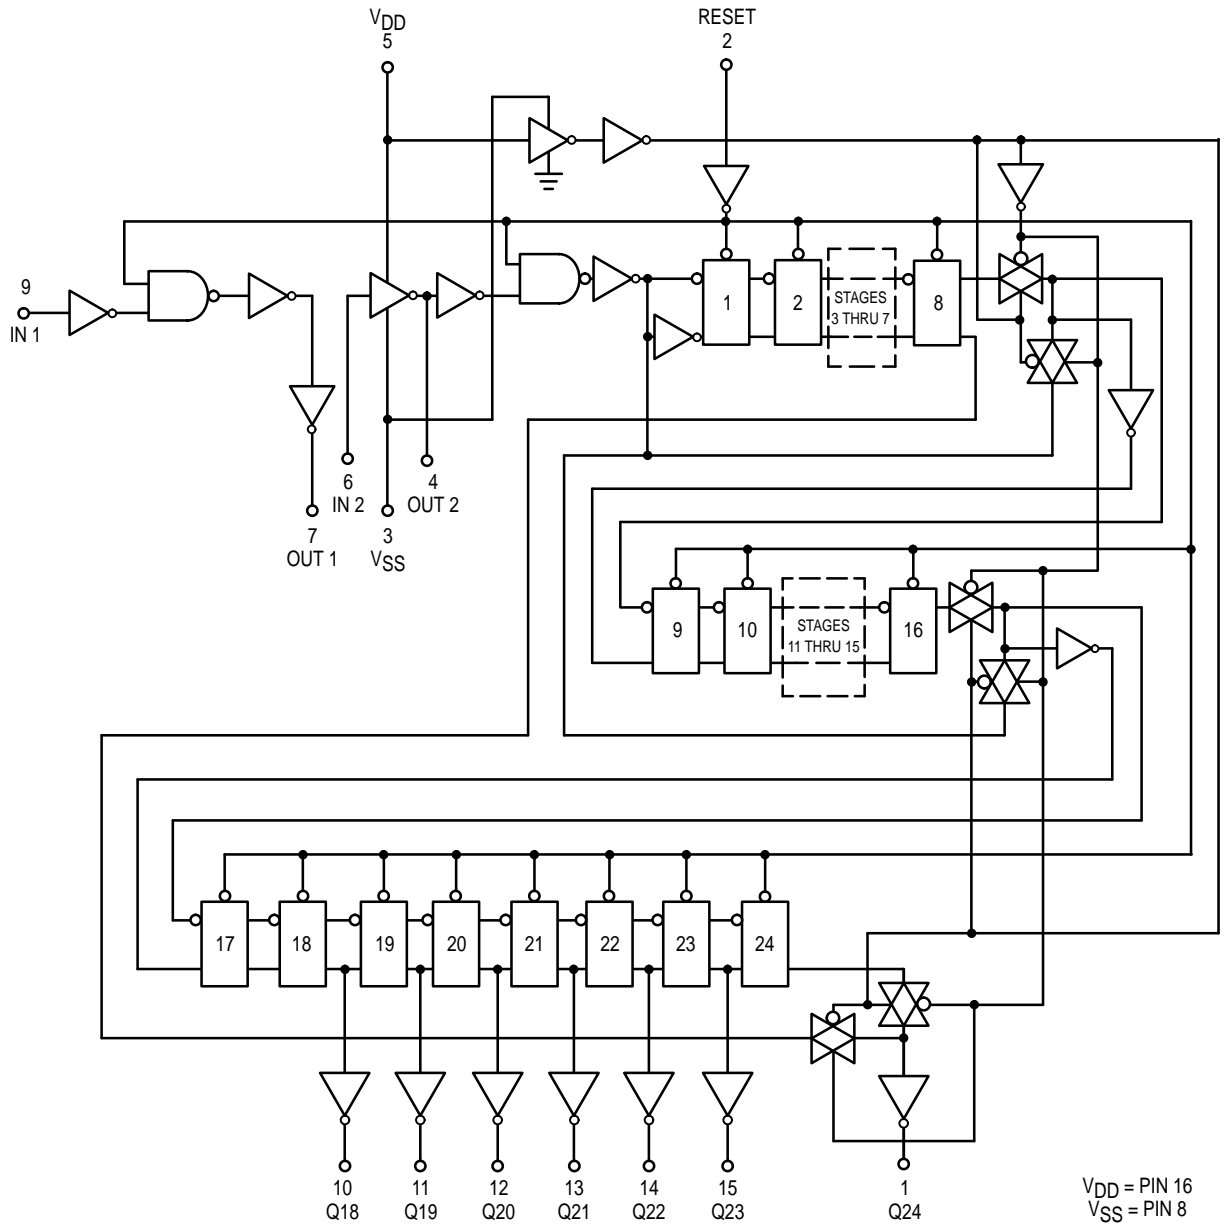 VDD
5
RESET
2
9
IN 1
1
2
STAGES
3 THRU 7
8
6
IN 2
4
OUT 2
7
OUT 1
3
VSS
9
10
STAGES
11 THRU 15
16
17
18
19
20
21
22
23
24
10
Q18
11
Q19
12
Q20
13
Q21
14
Q22
15
Q23
1
Q24
VDD = PIN 16
VSS = PIN 8